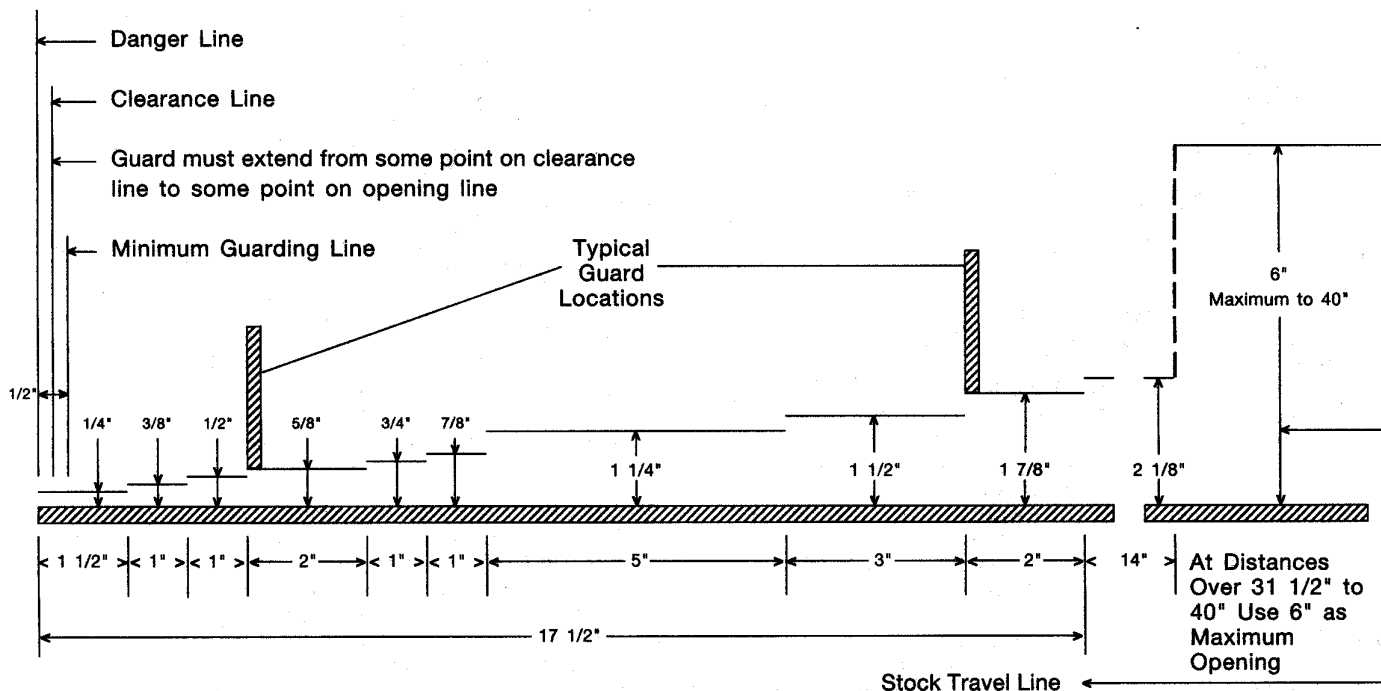 Danger Line
Clearance Line
Guard must extend from some point on clearance
line to some point on opening line
Minimum Guarding Line
Typical
Guard
Locations
6"
Maximum to 40"
1/2"
1/4"
3/8"
1/2"
5/8"
3/4"
7/8"
1 1/4"
1 1/2"
1 7/8"
2 1/8"
1 1/2"
1"
1"
2"
1"
1"
5"
3"
2"
14"
At Distances
Over 31 1/2" to
40" Use 6" as
Maximum
Opening
17 1/2"
Stock Travel Line